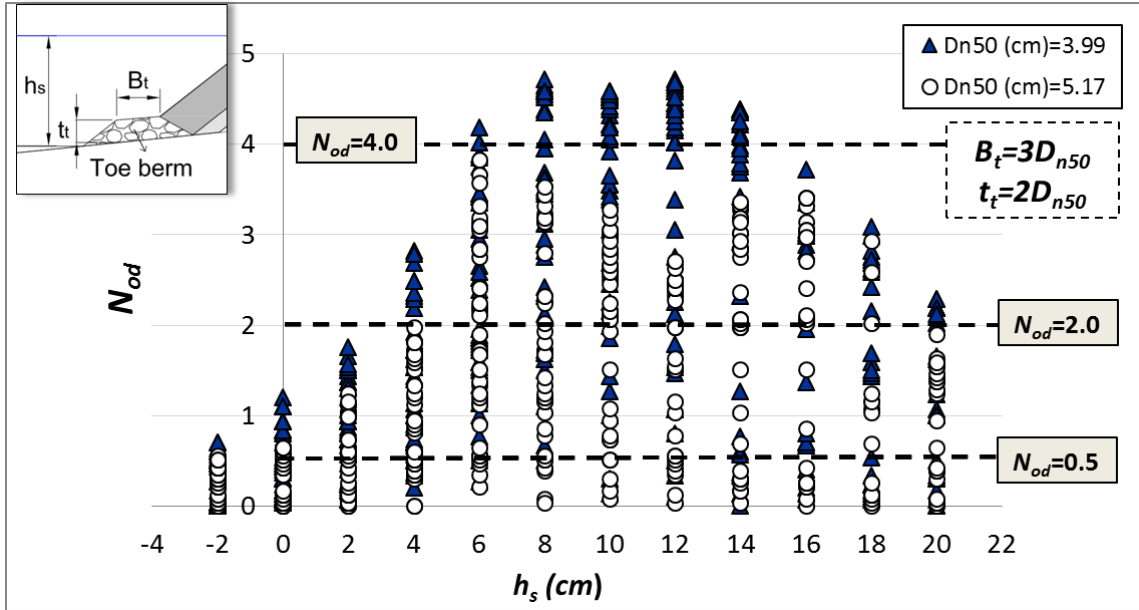 hs
Bt
tt
Toe berm
Dn50 (cm)=3.99
Dn50 (cm)=5.17
Bt=3Dn50
tt=2Dn50
Nod=4.0
Nod=2.0
Nod=0.5
Nod
5
4
3
2
1
0
-4 -2 0 2 4 6 8 10 12 14 16 18 20 22
hs (cm)